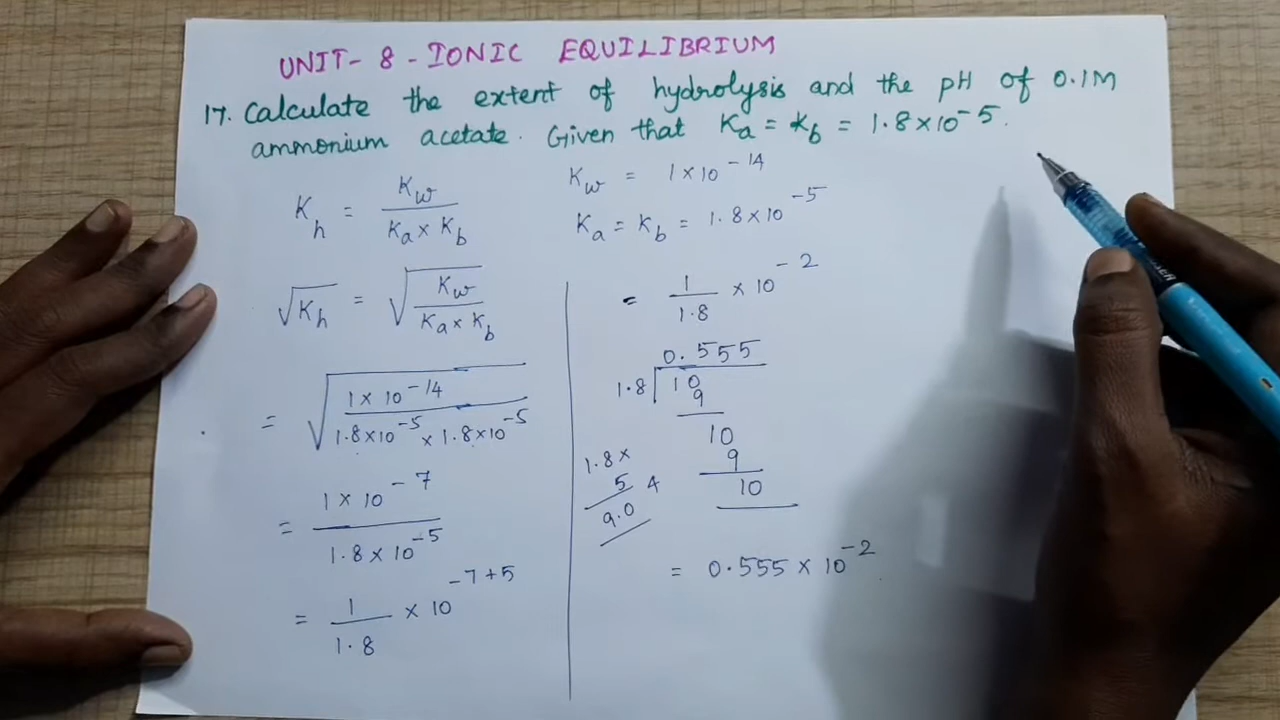 UNIT- 8 - IONIC EQUILIBRIUM
17. Calculate the extent of hydrolysis and the pH of 0.1M
ammonium acetate. Given that Ka = Kb = 1.8×10^-5.
Kh = Kw / Ka × Kb
√Kh = √(Kw / Ka × Kb)
= √(1 × 10^-14 / 1.8×10^-5 × 1.8×10^-5)
= 1 × 10^-7 / 1.8 × 10^-5
= 1 / 1.8 × 10^-7+5
Kw = 1×10^-14
Ka = Kb = 1.8×10^-5
= 1 / 1.8 × 10^-2
0.555
1.8 10
9
10
9
10
1.8×
5 4
9.0
= 0.555 × 10^-2